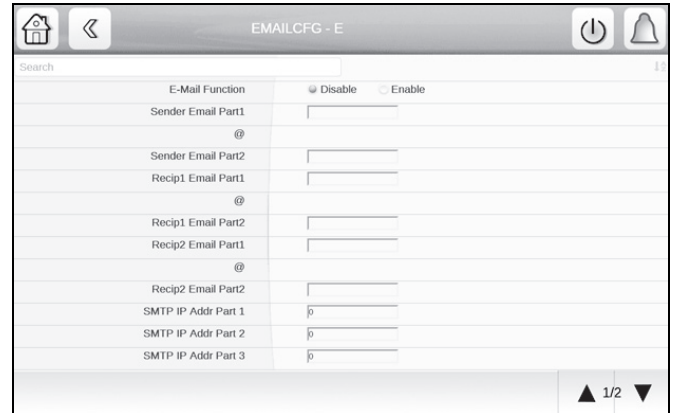 EMAILCFG - E
Search
E-Mail Function Disable Enable
Sender Email Part1
@
Sender Email Part2
Recip1 Email Part1
@
Recip1 Email Part2
Recip2 Email Part1
@
Recip2 Email Part2
SMTP IP Addr Part 1 0
SMTP IP Addr Part 2 0
SMTP IP Addr Part 3 0
1/2